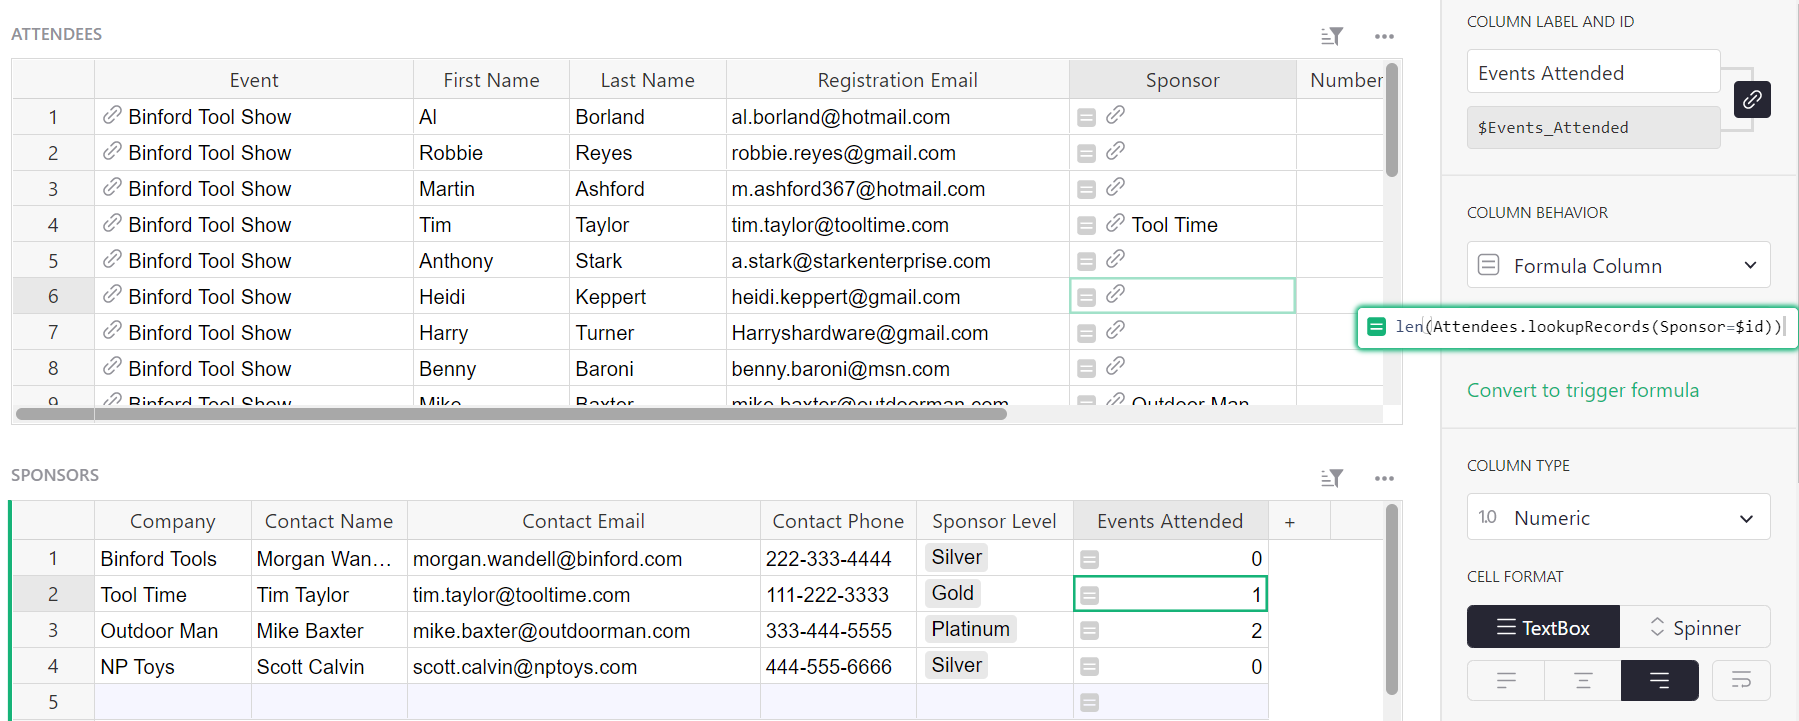 ATTENDEES
Event First Name Last Name Registration Email Sponsor Number
1 Binford Tool Show Al Borland al.borland@hotmail.com
2 Binford Tool Show Robbie Reyes robbie.reyes@gmail.com
3 Binford Tool Show Martin Ashford m.ashford367@hotmail.com
4 Binford Tool Show Tim Taylor tim.taylor@tooltime.com Tool Time
5 Binford Tool Show Anthony Stark a.stark@starkenterprise.com
6 Binford Tool Show Heidi Keppert heidi.keppert@gmail.com
7 Binford Tool Show Harry Turner Harryshardware@gmail.com
8 Binford Tool Show Benny Baroni benny.baroni@msn.com
9 Binford Tool Show Mike Baxter mike.baxter@outdoorman.com Outdoor Man
SPONSORS
Company Contact Name Contact Email Contact Phone Sponsor Level Events Attended +
1 Binford Tools Morgan Wan... morgan.wandell@binford.com 222-333-4444 Silver 0
2 Tool Time Tim Taylor tim.taylor@tooltime.com 111-222-3333 Gold 1
3 Outdoor Man Mike Baxter mike.baxter@outdoorman.com 333-444-5555 Platinum 2
4 NP Toys Scott Calvin scott.calvin@nptoys.com 444-555-6666 Silver 0
5
COLUMN LABEL AND ID
Events Attended
$Events_Attended
COLUMN BEHAVIOR
Formula Column
len(Attendees.lookupRecords(Sponsor=$id))
Convert to trigger formula
COLUMN TYPE
1.0 Numeric
CELL FORMAT
TextBox Spinner